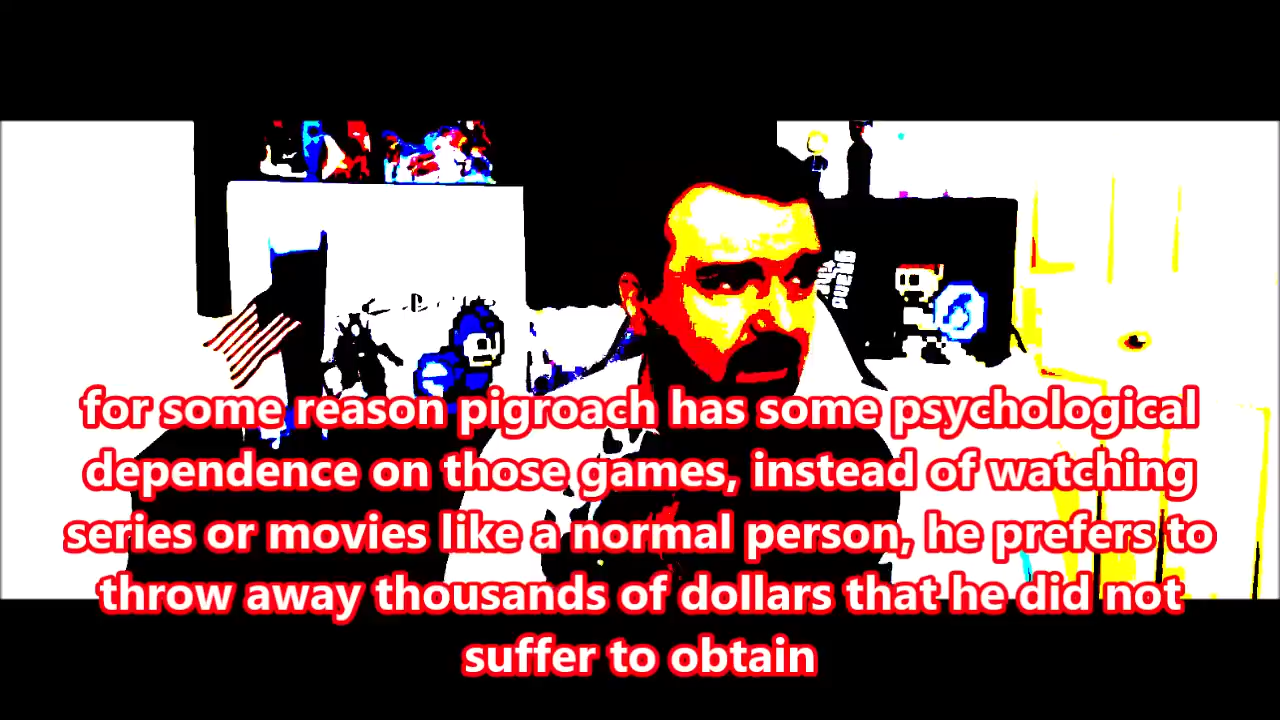 for some reason pigroach has some psychological
dependence on those games, instead of watching
series or movies like a normal person, he prefers to
throw away thousands of dollars that he did not
suffer to obtain